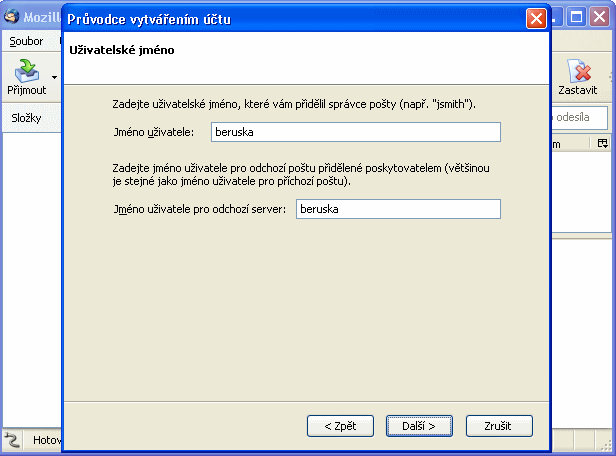 Mozill
Průvodce vytvářením účtu
Soubor
Uživatelské jméno
Přijmout
Zastavit
Složky
odesíla
m
Zadejte uživatelské jméno, které vám přidělil správce pošty (např. "jsmith").
Jméno uživatele: beruska
Zadejte jméno uživatele pro odchozí poštu přidělené poskytovatelem (většinou
je stejné jako jméno uživatele pro příchozí poštu).
Jméno uživatele pro odchozí server: beruska
< Zpět
Další >
Zrušit
Hotov